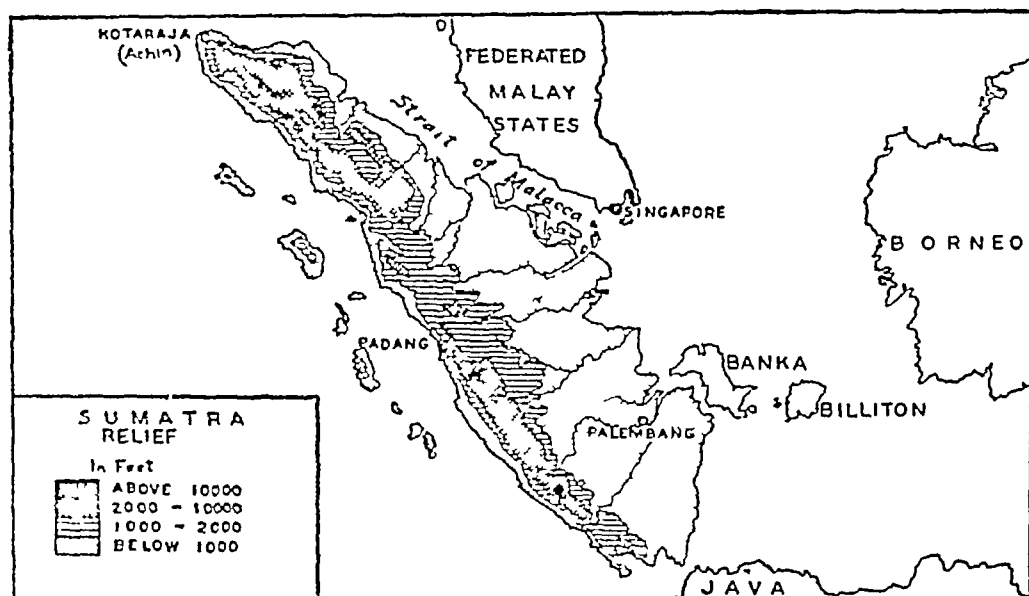 KOTARAJA
(Achin)
FEDERATED
MALAY
STATES
Strait
of
Malacca
SINGAPORE
BORNEO
PADANG
BANKA
BILLITON
PALEMBANG
JAVA
SUMATRA
RELIEF
In Feet
ABOVE 10000
2000 - 10000
1000 - 2000
BELOW 1000